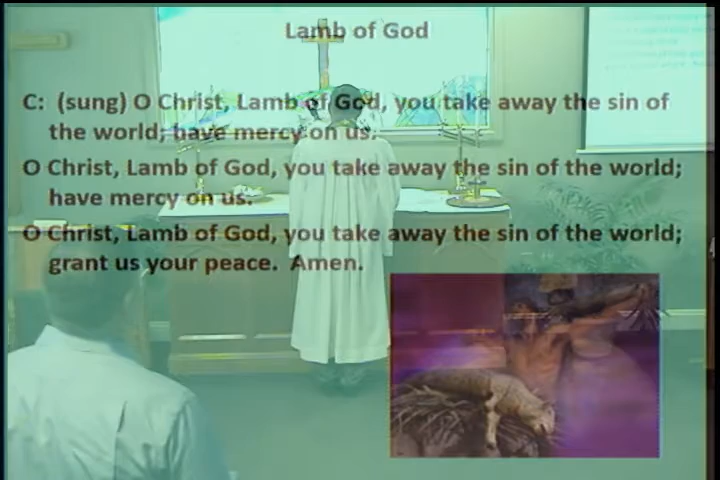 Lamb of God
C: (sung) O Christ, Lamb of God, you take away the sin of
the world; have mercy on us.
O Christ, Lamb of God, you take away the sin of the world;
have mercy on us.
O Christ, Lamb of God, you take away the sin of the world;
grant us your peace. Amen.